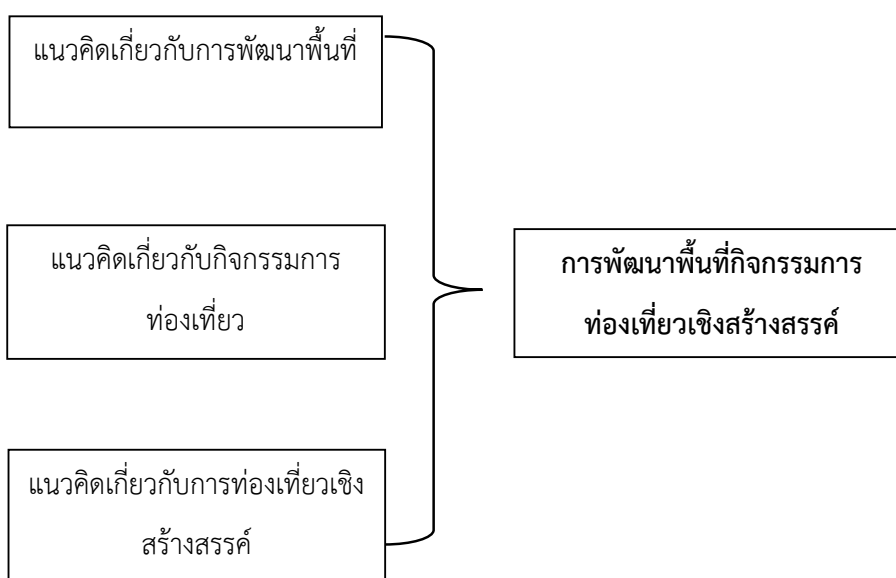 แนวคิดเกี่ยวกับการพัฒนาพื้นที่
แนวคิดเกี่ยวกับกิจกรรมการ
ท่องเที่ยว
แนวคิดเกี่ยวกับการท่องเที่ยวเชิง
สร้างสรรค์
การพัฒนาพื้นที่กิจกรรมการ
ท่องเที่ยวเชิงสร้างสรรค์